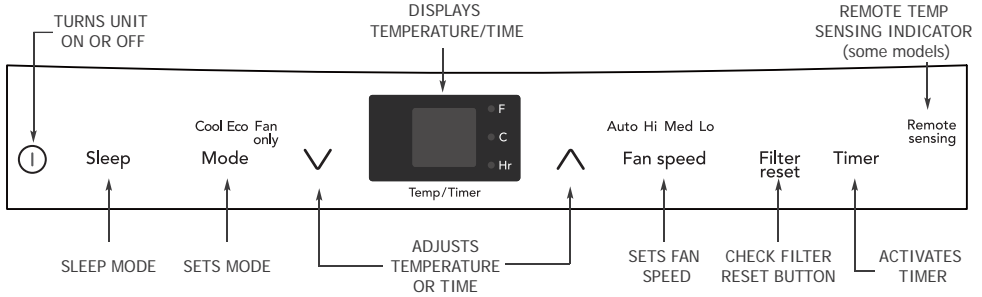 TURNS UNIT
ON OR OFF
DISPLAYS
TEMPERATURE/TIME
REMOTE TEMP
SENSING INDICATOR
(some models)
Sleep
Cool Eco Fan
only
Mode
F
C
Hr
Temp/Timer
Auto Hi Med Lo
Fan speed
Filter
reset
Timer
Remote
sensing
SLEEP MODE
SETS MODE
ADJUSTS
TEMPERATURE
OR TIME
SETS FAN
SPEED
CHECK FILTER
RESET BUTTON
ACTIVATES
TIMER